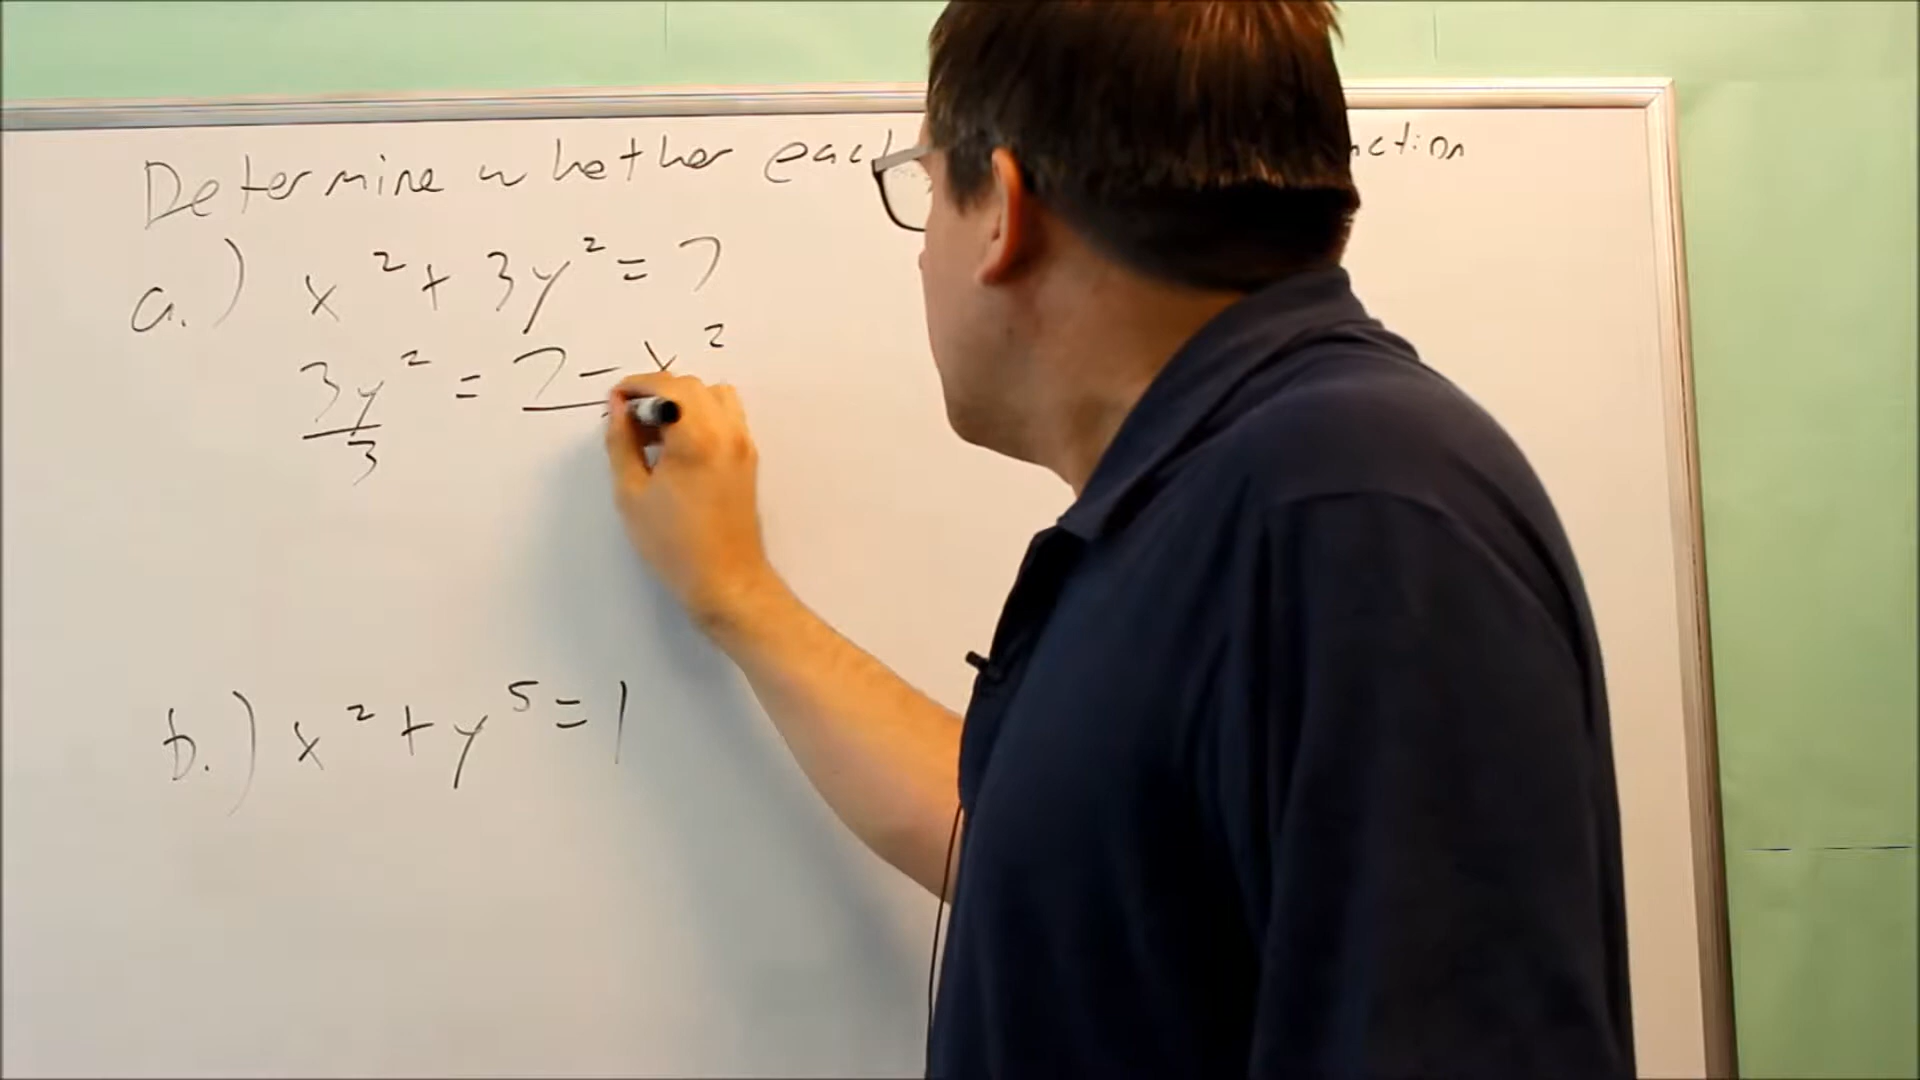 Determine whether each nction
a.) x² + 3y² = 7
3y² = 7 - x²
3
b.) x² + y⁵ = 1